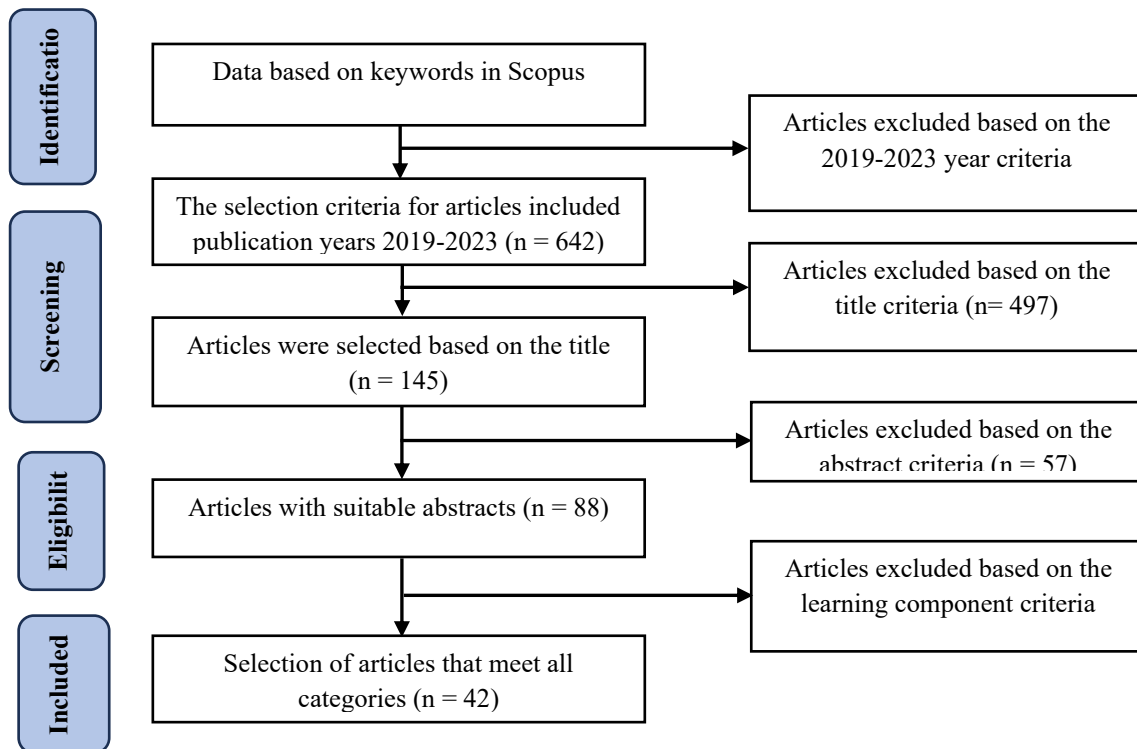 Identificatio
Data based on keywords in Scopus
Articles excluded based on the
2019-2023 year criteria
The selection criteria for articles included
publication years 2019-2023 (n = 642)
Screening
Articles excluded based on the
title criteria (n= 497)
Articles were selected based on the title
(n = 145)
Articles excluded based on the
abstract criteria (n = 57)
Eligibilit
Articles with suitable abstracts (n = 88)
Articles excluded based on the
learning component criteria
Included
Selection of articles that meet all
categories (n = 42)